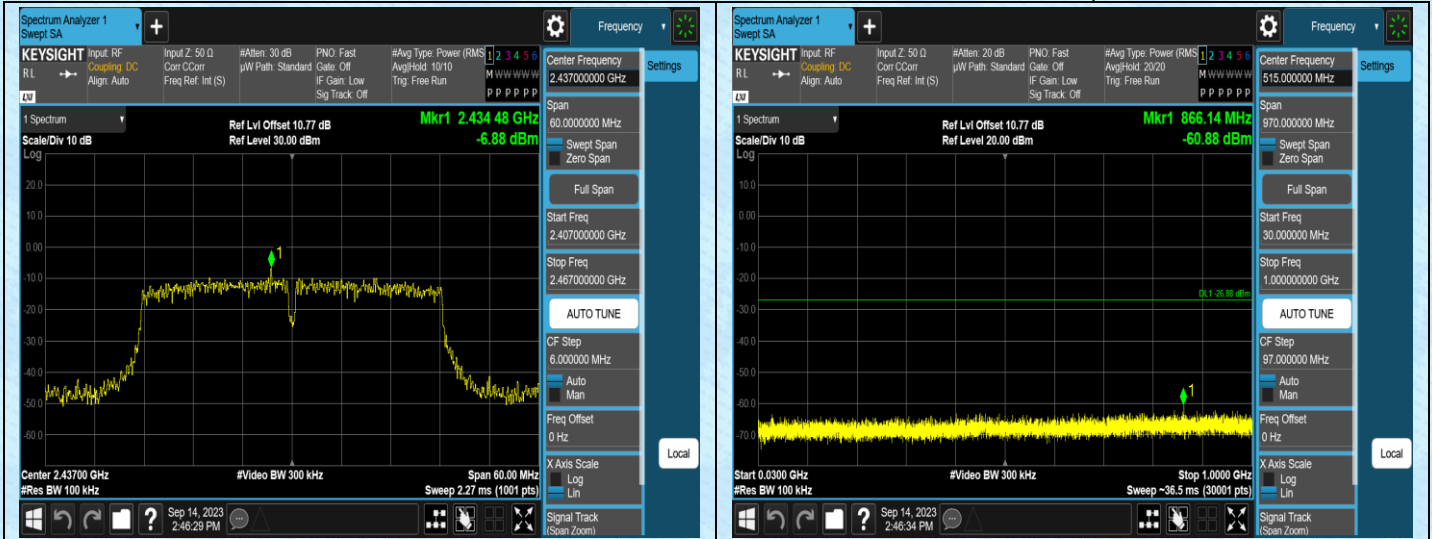 Spectrum Analyzer 1
Swept SA
+
Frequency
KEYSIGHT
RL
LXI
Input: RF
Coupling: DC
Align: Auto
Input Z: 50 Ω
Corr CCorr
Freq Ref: Int (S)
#Atten: 30 dB
µW Path: Standard
PNO: Fast
Gate: Off
IF Gain: Low
Sig Track: Off
#Avg Type: Power (RMS
Avg|Hold: 10/10
Trig: Free Run
1 2 3 4 5 6
M W W W W W
P P P P P P
Center Frequency
2.437000000 GHz
Settings
Span
60.0000000 MHz
Swept Span
Zero Span
Full Span
Start Freq
2.407000000 GHz
Stop Freq
2.467000000 GHz
AUTO TUNE
CF Step
6.000000 MHz
Auto
Man
Freq Offset
0 Hz
X Axis Scale
Log
Lin
Signal Track
(Span Zoom)
Local
1 Spectrum
Scale/Div 10 dB
Log
Ref Lvl Offset 10.77 dB
Ref Level 30.00 dBm
Mkr1 2.434 48 GHz
-6.88 dBm
20.0
10.0
0.00
-10.0
-20.0
-30.0
-40.0
-50.0
-60.0
1
Center 2.43700 GHz
#Res BW 100 kHz
#Video BW 300 kHz
Span 60.00 MHz
Sweep 2.27 ms (1001 pts)
?
Sep 14, 2023
2:46:29 PM
Spectrum Analyzer 1
Swept SA
+
Frequency
KEYSIGHT
RL
LXI
Input: RF
Coupling: DC
Align: Auto
Input Z: 50 Ω
Corr CCorr
Freq Ref: Int (S)
#Atten: 20 dB
µW Path: Standard
PNO: Fast
Gate: Off
IF Gain: Low
Sig Track: Off
#Avg Type: Power (RMS
Avg|Hold: 20/20
Trig: Free Run
1 2 3 4 5 6
M W W W W W
P P P P P P
Center Frequency
515.000000 MHz
Settings
Span
970.000000 MHz
Swept Span
Zero Span
Full Span
Start Freq
30.000000 MHz
Stop Freq
1.000000000 GHz
AUTO TUNE
CF Step
97.000000 MHz
Auto
Man
Freq Offset
0 Hz
X Axis Scale
Log
Lin
Signal Track
(Span Zoom)
Local
1 Spectrum
Scale/Div 10 dB
Log
Ref Lvl Offset 10.77 dB
Ref Level 20.00 dBm
Mkr1 866.14 MHz
-60.88 dBm
10.0
0.00
-10.0
-20.0
-30.0
-40.0
-50.0
-60.0
-70.0
DL1 -26.88 dBm
1
Start 0.0300 GHz
#Res BW 100 kHz
#Video BW 300 kHz
Stop 1.0000 GHz
Sweep ~36.5 ms (30001 pts)
?
Sep 14, 2023
2:46:34 PM